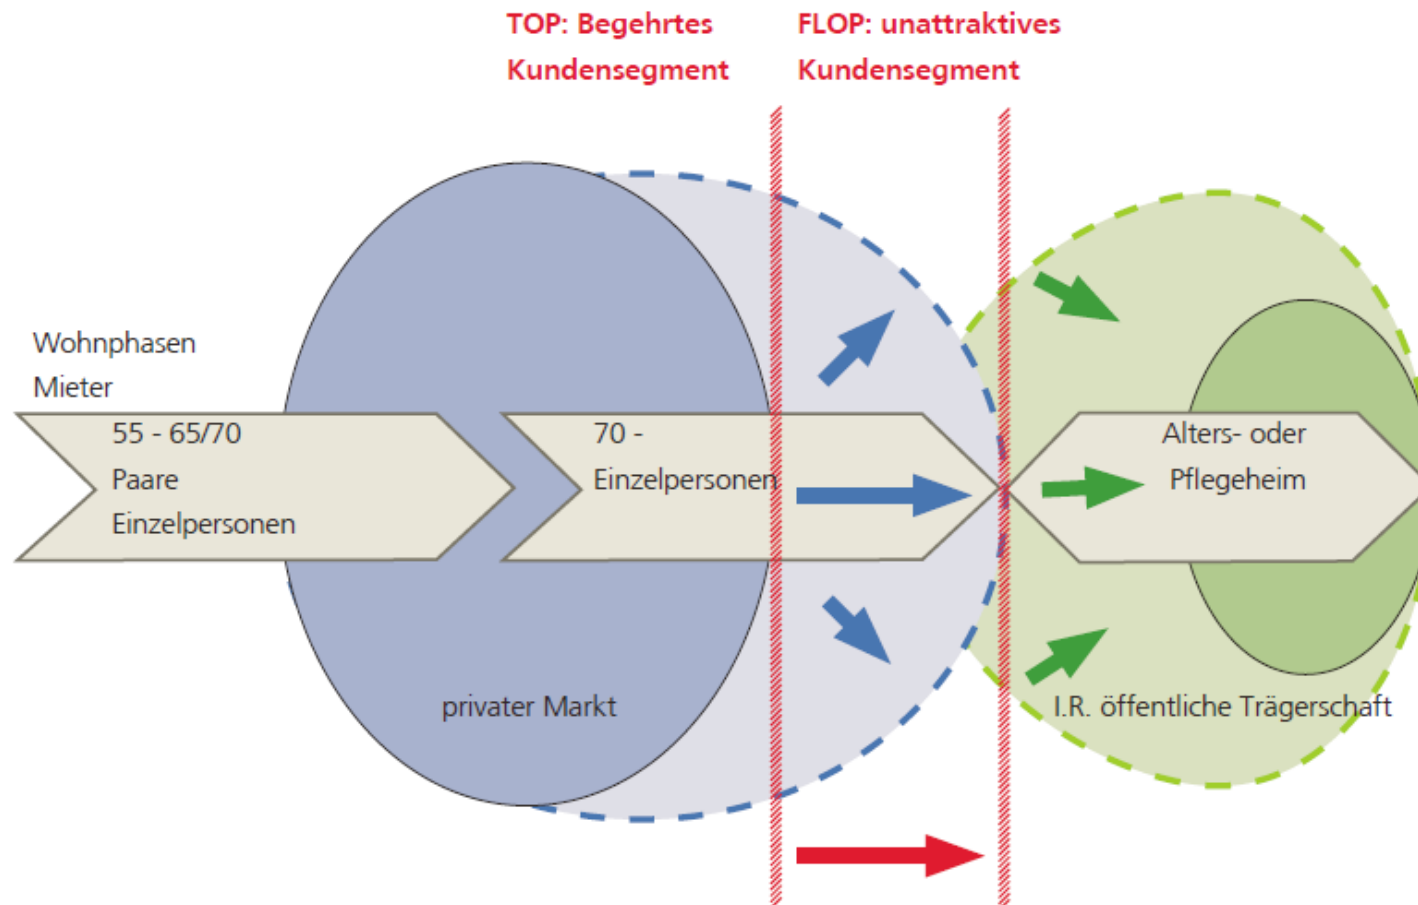 TOP: Begehrtes
Kundensegment
FLOP: unattraktives
Kundensegment
Wohnphasen
Mieter
55 - 65/70
Paare
Einzelpersonen
70 -
Einzelpersonen
Alters- oder
Pflegeheim
privater Markt
I.R. öffentliche Trägerschaft